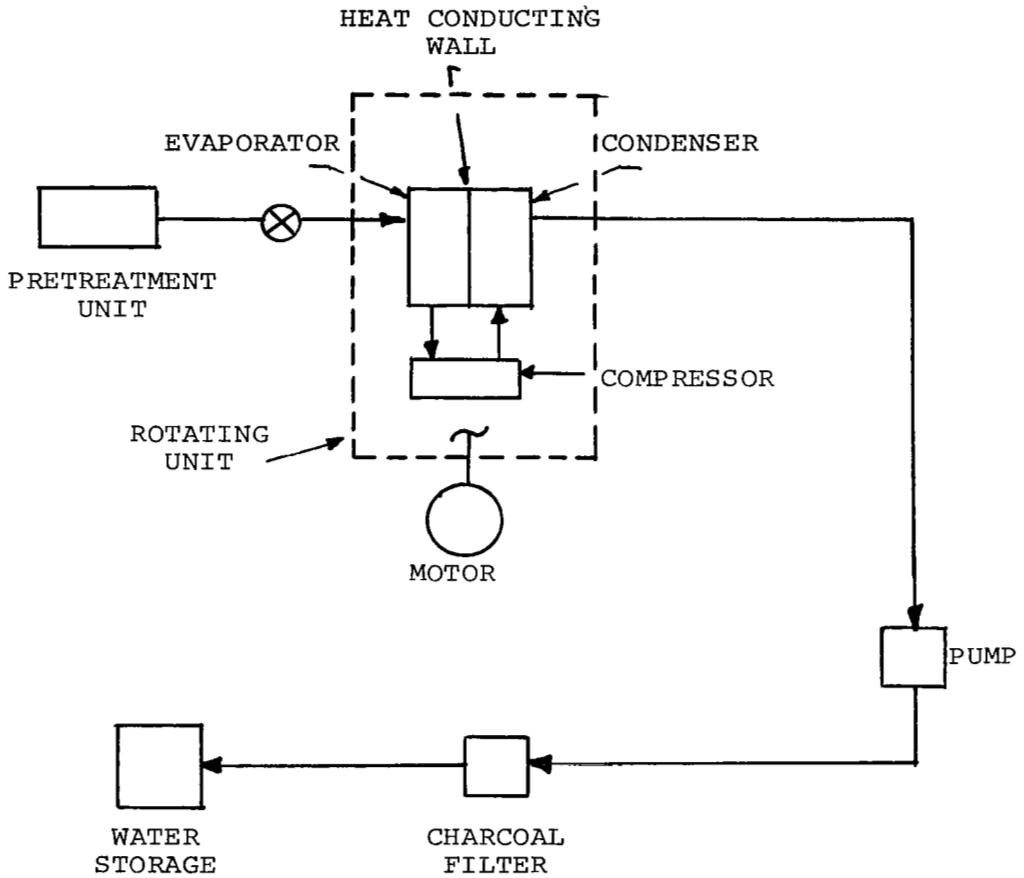 HEAT CONDUCTING
WALL
EVAPORATOR
CONDENSER
PRETREATMENT
UNIT
COMPRESSOR
ROTATING
UNIT
MOTOR
PUMP
WATER
STORAGE
CHARCOAL
FILTER